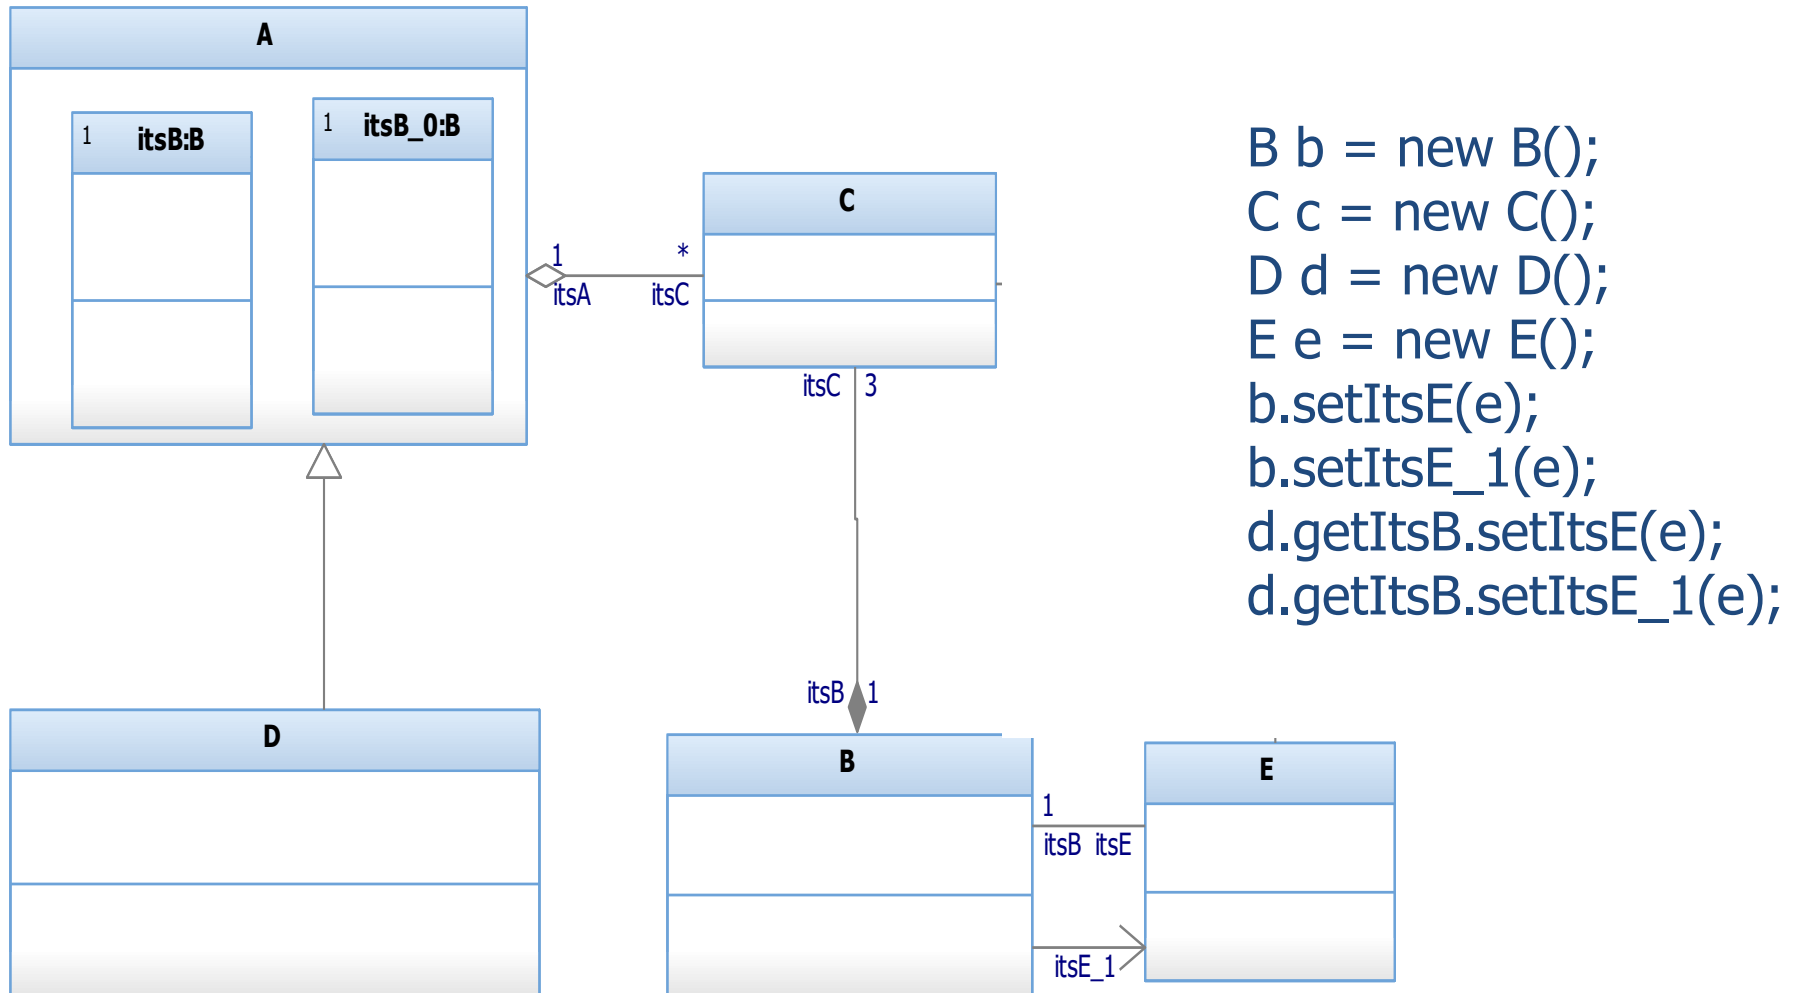 A
1 itsB:B
1 itsB_0:B
1 *
itsA itsC
C
itsC 3
itsB 1
D
B
E
1
itsB itsE
itsE_1
B b = new B();
C c = new C();
D d = new D();
E e = new E();
b.setItsE(e);
b.setItsE_1(e);
d.getItsB.setItsE(e);
d.getItsB.setItsE_1(e);